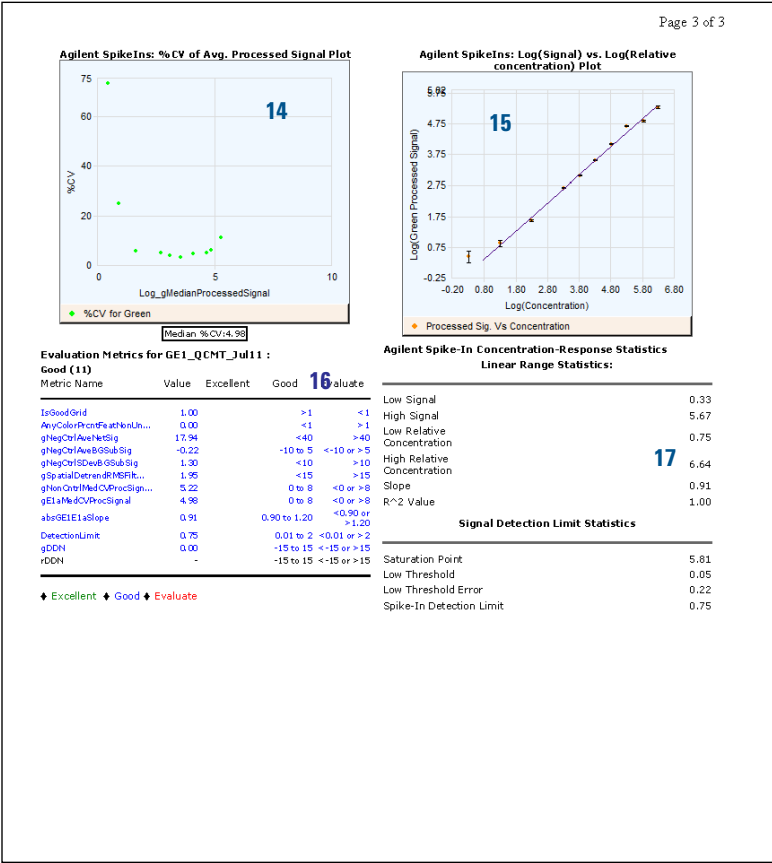 Page 3 of 3
Agilent SpikeIns: %CV of Avg. Processed Signal Plot
75
60
40
20
0
%CV
0
5
10
Log_gMedianProcessedSignal
14
%CV for Green
Median %CV:4.98
Agilent SpikeIns: Log(Signal) vs. Log(Relative
concentration) Plot
5.75
4.75
3.75
2.75
1.75
0.75
-0.25
Log(Green Processed Signal)
-0.20 0.80 1.80 2.80 3.80 4.80 5.80 6.80
Log(Concentration)
15
Processed Sig. Vs Concentration
Evaluation Metrics for GE1_QCMT_Jul11 :
Good (11)
16
Metric Name Value Excellent Good Evaluate
IsGoodGrid 1.00 >1 <1
AnyColorPrcntFeatNonUn... 0.00 <1 >1
gNegCtrlAveNetSig 17.94 <40 >40
gNegCtrlAveBGSubSig -0.22 -10 to 5 <-10 or >5
gNegCtrlSDevBGSubSig 1.30 <10 >10
gSpatialDetrendRMSFilt... 1.95 <15 >15
gNonCntrlMedCVProcSign... 5.22 0 to 8 <0 or >8
gE1aMedCVProcSignal 4.98 0 to 8 <0 or >8
absGE1E1aSlope 0.91 0.90 to 1.20 <0.90 or
>1.20
DetectionLimit 0.75 0.01 to 2 <0.01 or >2
gDDN 0.00 -15 to 15 <-15 or >15
rDDN - -15 to 15 <-15 or >15
♦ Excellent ♦ Good ♦ Evaluate
Agilent Spike-In Concentration-Response Statistics
Linear Range Statistics:
Low Signal 0.33
High Signal 5.67
Low Relative
Concentration 0.75
High Relative
Concentration 6.64
17
Slope 0.91
R^2 Value 1.00
Signal Detection Limit Statistics
Saturation Point 5.81
Low Threshold 0.05
Low Threshold Error 0.22
Spike-In Detection Limit 0.75